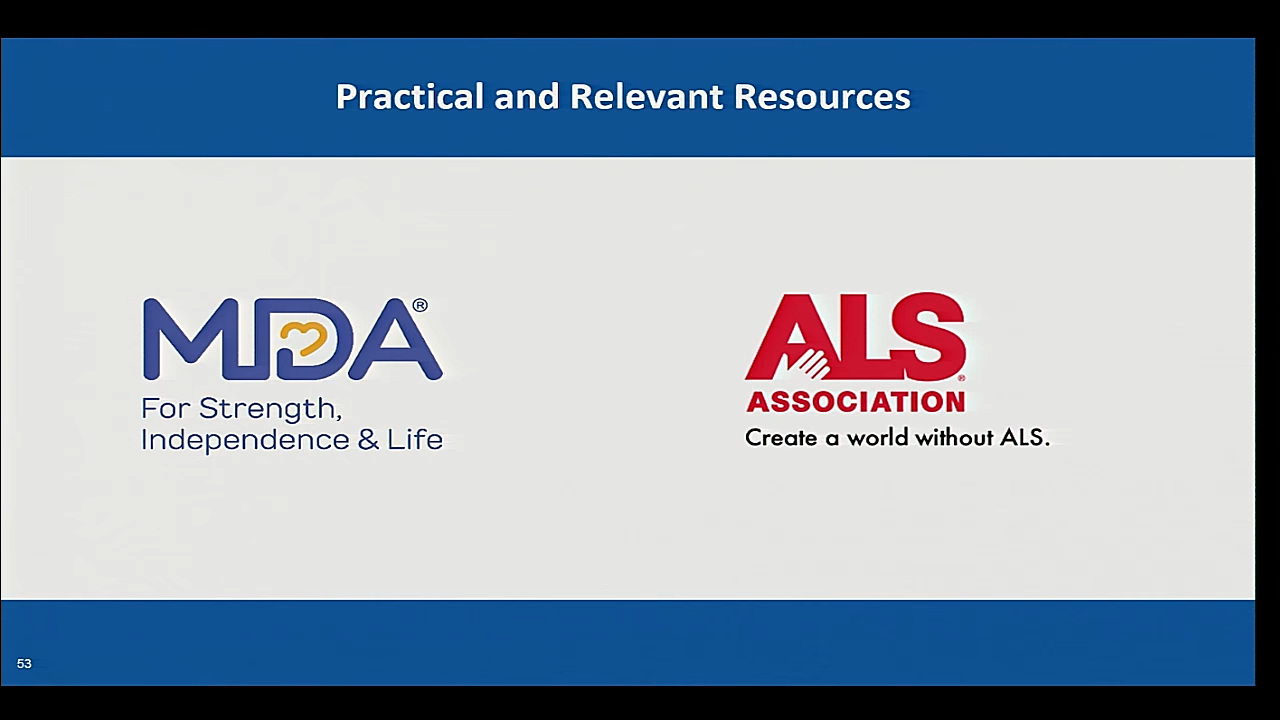 Practical and Relevant Resources
MDA®
For Strength,
Independence & Life
ALS®
ASSOCIATION
Create a world without ALS.
53